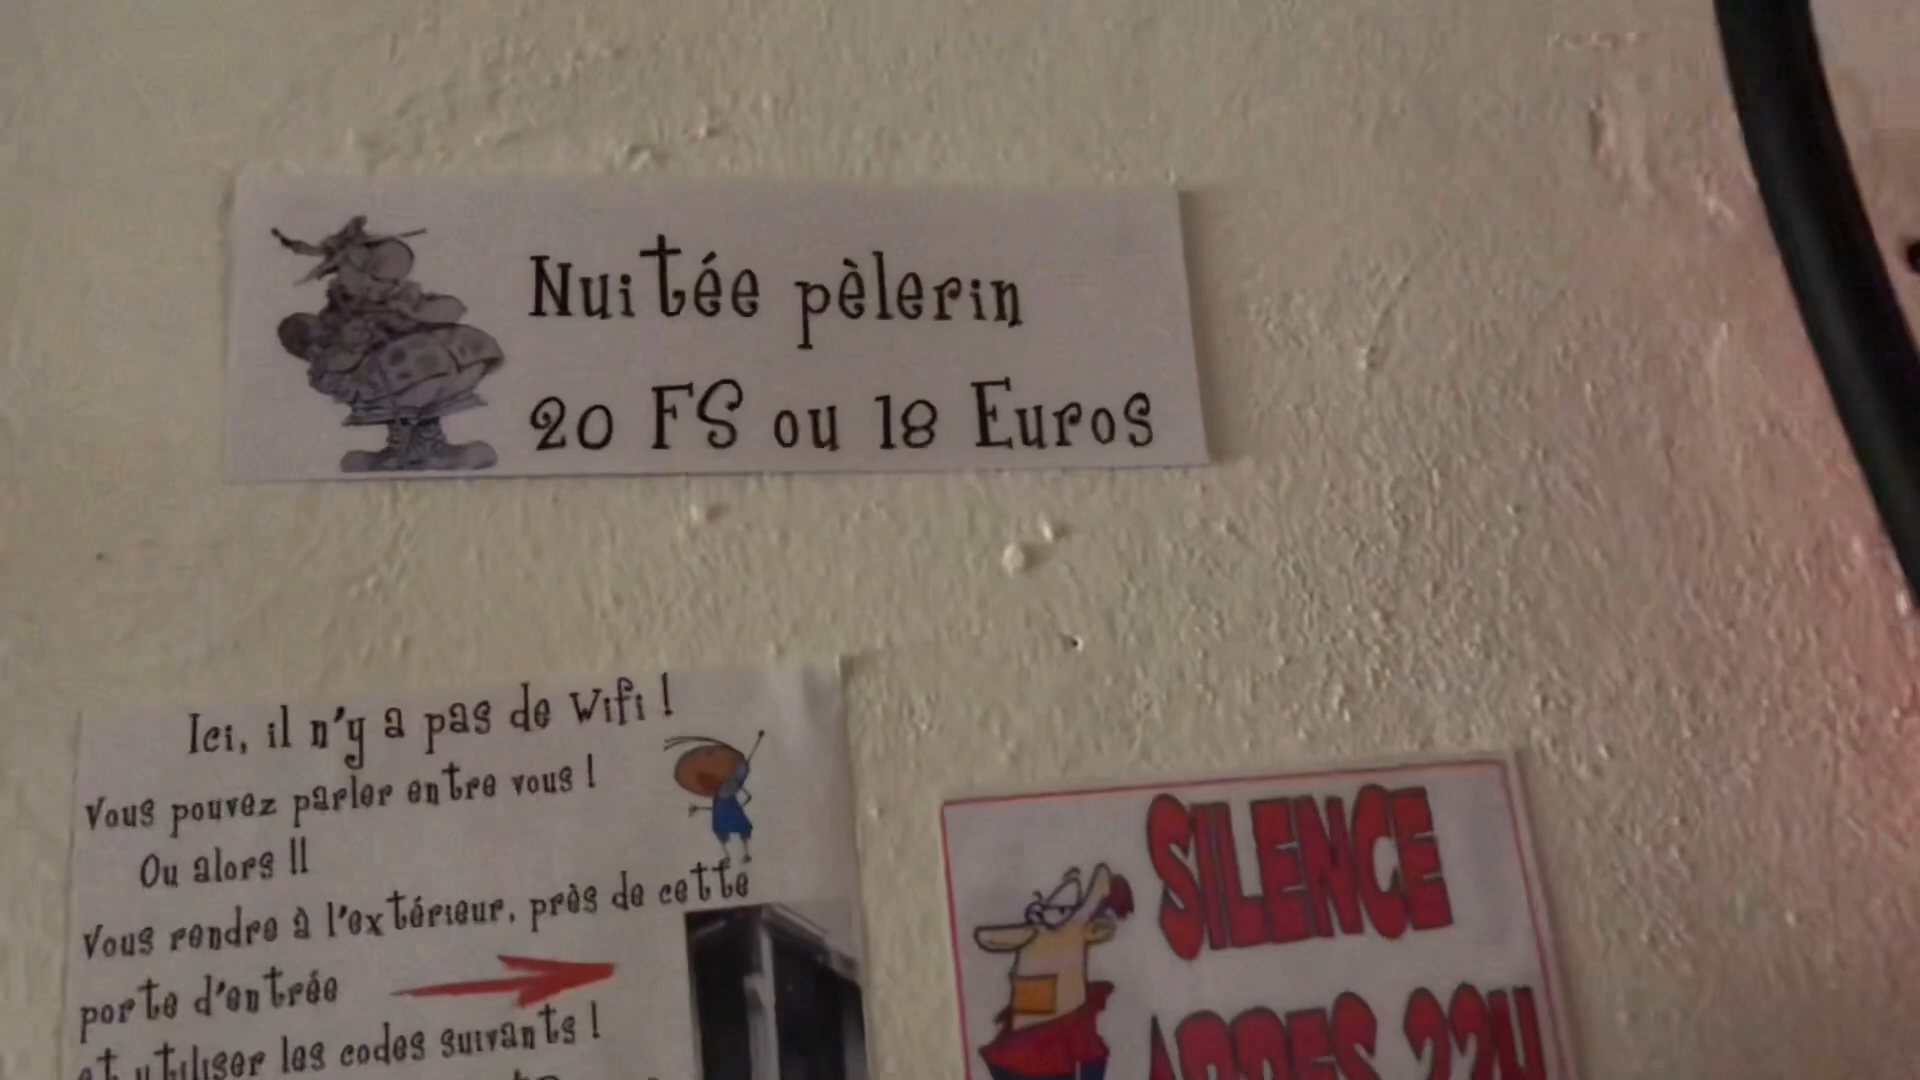 Nuitée pèlerin
20 FS ou 18 Euros
Ici, il n'y a pas de Wifi !
Vous pouvez parler entre vous !
Ou alors !!
Vous rendre à l'extérieur, près de cette
porte d'entrée
et utiliser les codes suivants !
SILENCE
APRES 22H